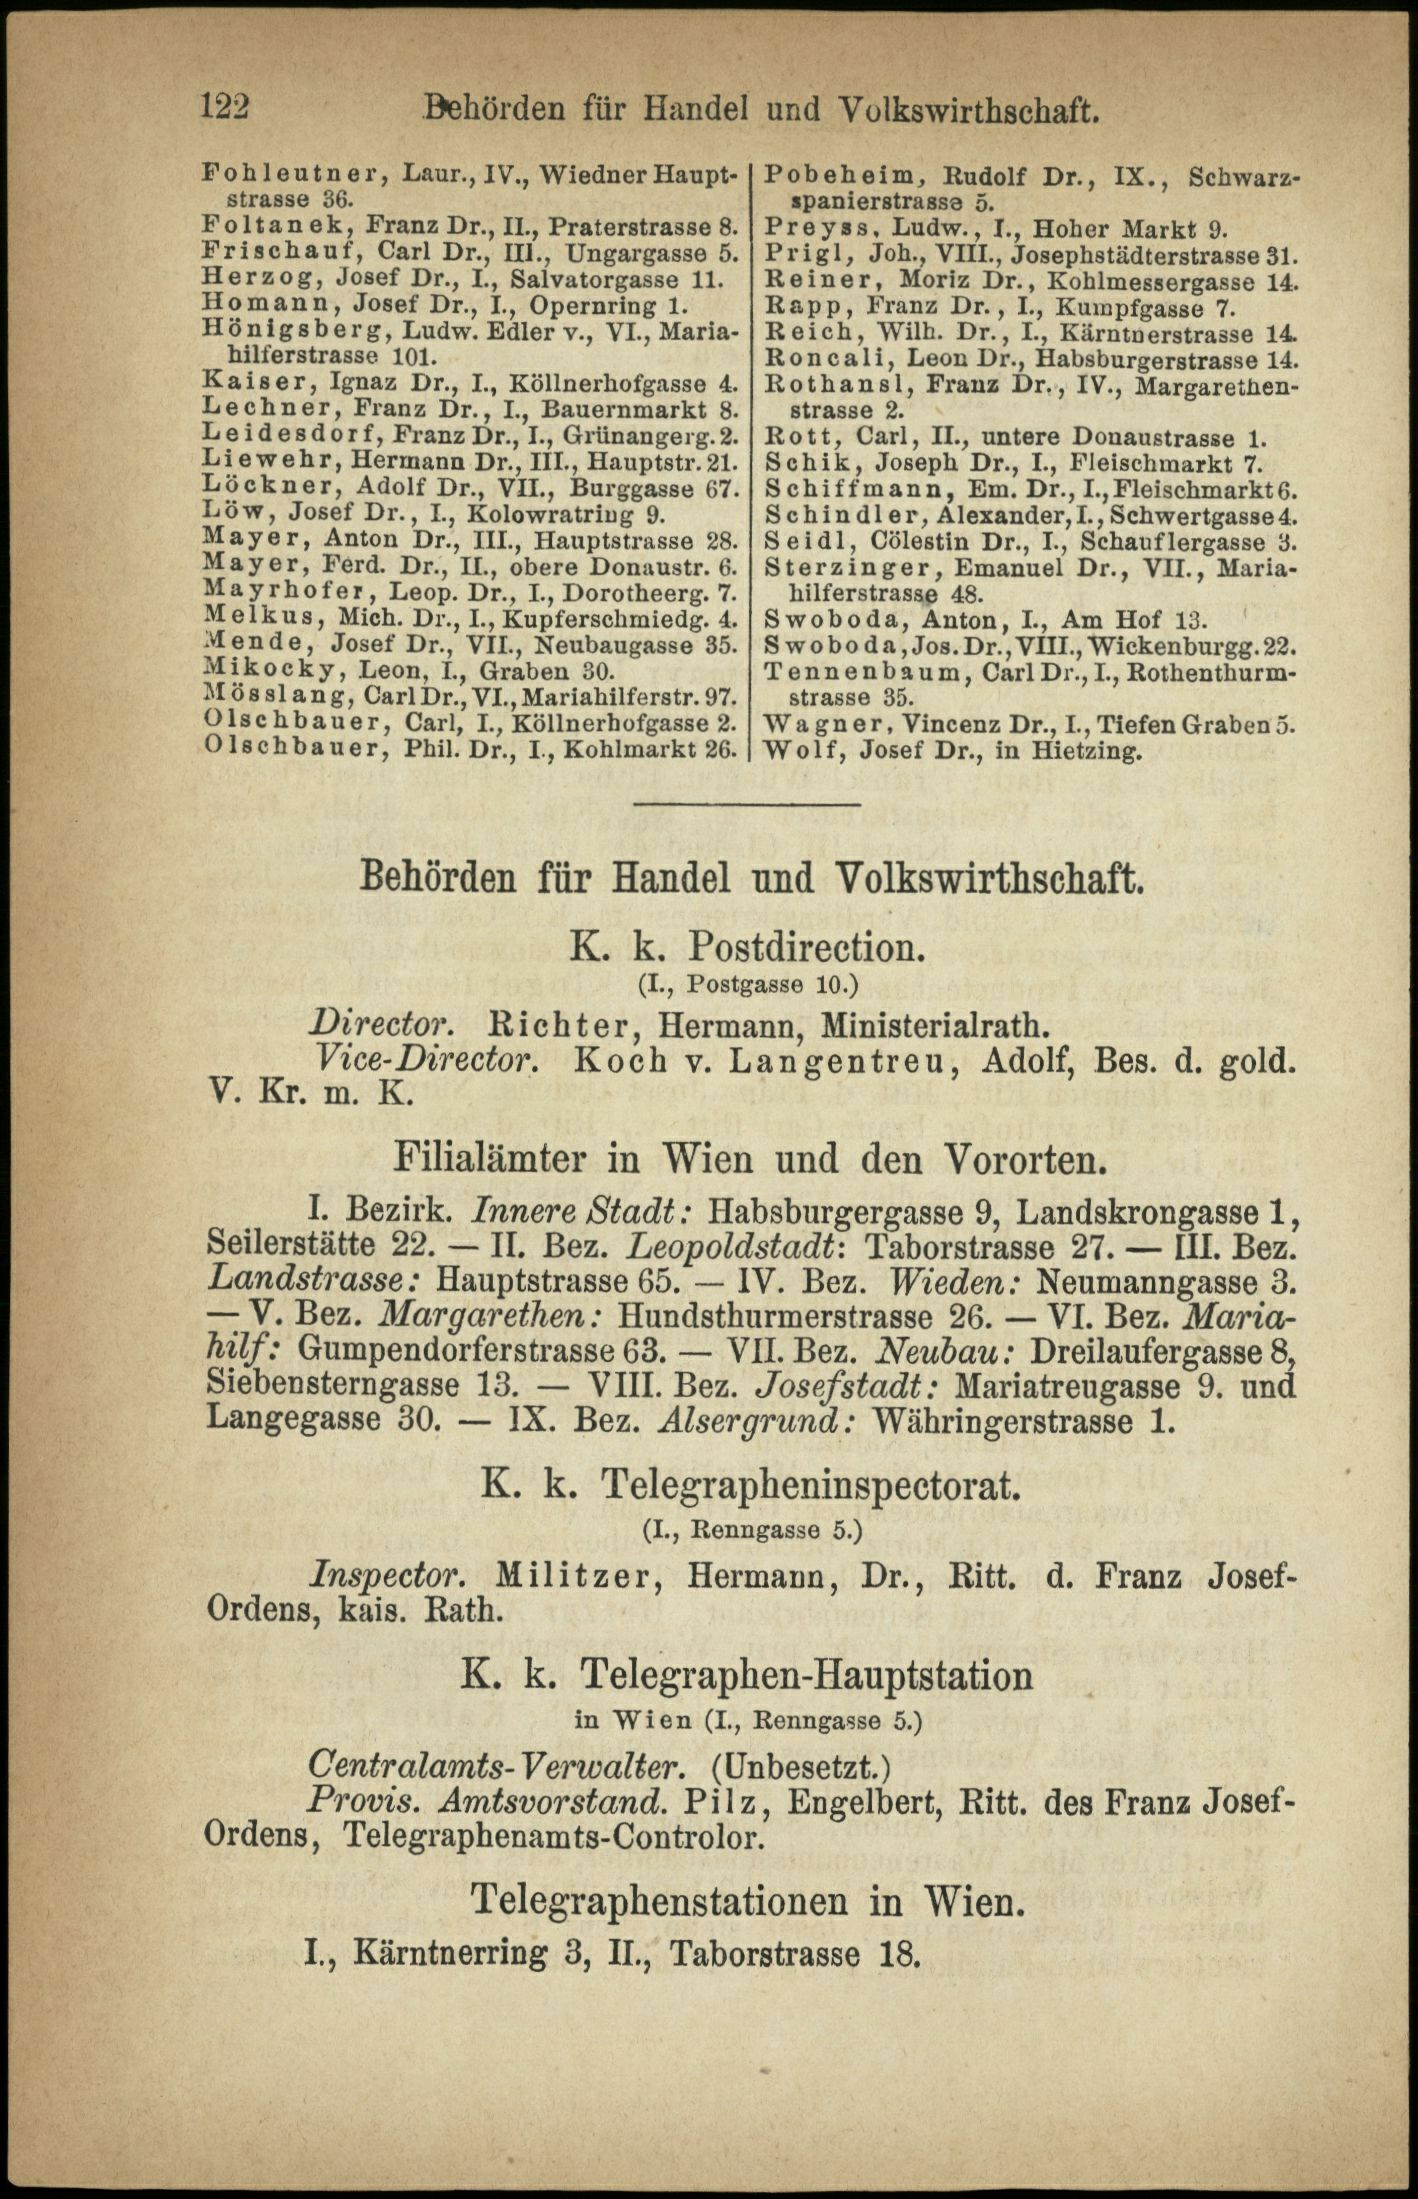 122 Behörden für Handel und Volkswirthschaft.
Fohleutner, Laur., IV., Wiedner Haupt-
strasse 36.
Foltanek, Franz Dr., II., Praterstrasse 8.
Frischauf, Carl Dr., III., Ungargasse 5.
Herzog, Josef Dr., I., Salvatorgasse 11.
Homann, Josef Dr., I., Opernring 1.
Hönigsberg, Ludw. Edler v., VI., Maria-
hilferstrasse 101.
Kaiser, Ignaz Dr., I., Köllnerhofgasse 4.
Lechner, Franz Dr., I., Bauernmarkt 8.
Leidesdorf, Franz Dr., I., Grünangerg. 2.
Liewehr, Hermann Dr., III., Hauptstr. 21.
Löckner, Adolf Dr., VII., Burggasse 67.
Löw, Josef Dr., I., Kolowratring 9.
Mayer, Anton Dr., III., Hauptstrasse 28.
Mayer, Ferd. Dr., II., obere Donaustr. 6.
Mayrhofer, Leop. Dr., I., Dorotheerg. 7.
Melkus, Mich. Dr., I., Kupferschmiedg. 4.
Mende, Josef Dr., VII., Neubaugasse 35.
Mikocky, Leon, I., Graben 30.
Mösslang, Carl Dr., VI., Mariahilferstr. 97.
Olschbauer, Carl, I., Köllnerhofgasse 2.
Olschbauer, Phil. Dr., I., Kohlmarkt 26.
Pobeheim, Rudolf Dr., IX., Schwarz-
spanierstrasse 5.
Preyss, Ludw., I., Hoher Markt 9.
Prigl, Joh., VIII., Josephstädterstrasse 31.
Reiner, Moriz Dr., Kohlmessergasse 14.
Rapp, Franz Dr., I., Kumpfgasse 7.
Reich, Wilh. Dr., I., Kärntnerstrasse 14.
Roncali, Leon Dr., Habsburgerstrasse 14.
Rothansl, Franz Dr., IV., Margarethen-
strasse 2.
Rott, Carl, II., untere Donaustrasse 1.
Schik, Joseph Dr., I., Fleischmarkt 7.
Schiffmann, Em. Dr., I., Fleischmarkt 6.
Schindler, Alexander, I., Schwertgasse 4.
Seidl, Cölestin Dr., I., Schauflergasse 3.
Sterzinger, Emanuel Dr., VII., Maria-
hilferstrasse 48.
Swoboda, Anton, I., Am Hof 13.
Swoboda, Jos. Dr., VIII., Wickenburgg. 22.
Tennenbaum, Carl Dr., I., Rothenthurm-
strasse 35.
Wagner, Vincenz Dr., I., Tiefen Graben 5.
Wolf, Josef Dr., in Hietzing.
Behörden für Handel und Volkswirthschaft.
K. k. Postdirection.
(I., Postgasse 10.)
Director. Richter, Hermann, Ministerialrath.
Vice-Director. Koch v. Langentreu, Adolf, Bes. d. gold.
V. Kr. m. K.
Filialämter in Wien und den Vororten.
I. Bezirk. Innere Stadt: Habsburgergasse 9, Landskrongasse 1,
Seilerstätte 22. — II. Bez. Leopoldstadt: Taborstrasse 27. — III. Bez.
Landstrasse: Hauptstrasse 65. — IV. Bez. Wieden: Neumanngasse 3.
— V. Bez. Margarethen: Hundsthurmerstrasse 26. — VI. Bez. Maria-
hilf: Gumpendorferstrasse 63. — VII. Bez. Neubau: Dreilaufergasse 8,
Siebensterngasse 13. — VIII. Bez. Josefstadt: Mariatreugasse 9. und
Langegasse 30. — IX. Bez. Alsergrund: Währingerstrasse 1.
K. k. Telegrapheninspectorat.
(I., Renngasse 5.)
Inspector. Militzer, Hermann, Dr., Ritt. d. Franz Josef-
Ordens, kais. Rath.
K. k. Telegraphen-Hauptstation
in Wien (I., Renngasse 5.)
Centralamts-Verwalter. (Unbesetzt.)
Provis. Amtsvorstand. Pilz, Engelbert, Ritt. des Franz Josef-
Ordens, Telegraphenamts-Controlor.
Telegraphenstationen in Wien.
I., Kärntnerring 3, II., Taborstrasse 18.